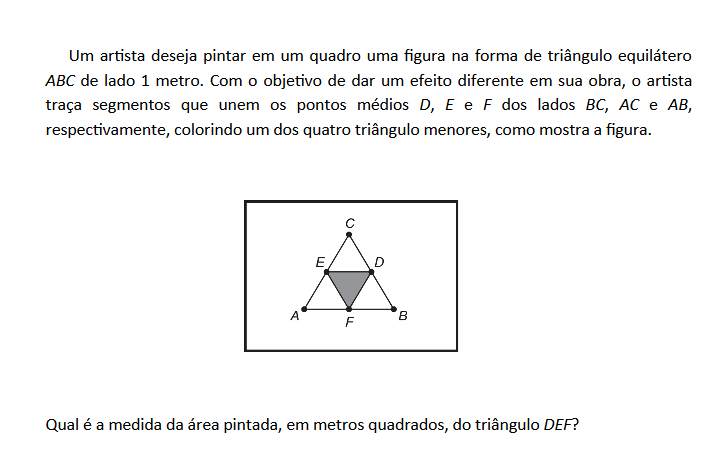 Um artista deseja pintar em um quadro uma figura na forma de triângulo equilátero
ABC de lado 1 metro. Com o objetivo de dar um efeito diferente em sua obra, o artista
traça segmentos que unem os pontos médios D, E e F dos lados BC, AC e AB,
respectivamente, colorindo um dos quatro triângulo menores, como mostra a figura.
C
E D
A F B
Qual é a medida da área pintada, em metros quadrados, do triângulo DEF?